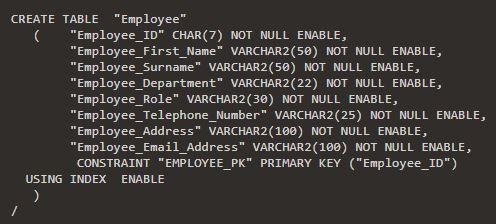 CREATE TABLE  "Employee"
   (    "Employee_ID" CHAR(7) NOT NULL ENABLE,
        "Employee_First_Name" VARCHAR2(50) NOT NULL ENABLE,
        "Employee_Surname" VARCHAR2(50) NOT NULL ENABLE,
        "Employee_Department" VARCHAR2(22) NOT NULL ENABLE,
        "Employee_Role" VARCHAR2(30) NOT NULL ENABLE,
        "Employee_Telephone_Number" VARCHAR2(25) NOT NULL ENABLE,
        "Employee_Address" VARCHAR2(100) NOT NULL ENABLE,
        "Employee_Email_Address" VARCHAR2(100) NOT NULL ENABLE,
         CONSTRAINT "EMPLOYEE_PK" PRIMARY KEY ("Employee_ID")
  USING INDEX  ENABLE
   )
/